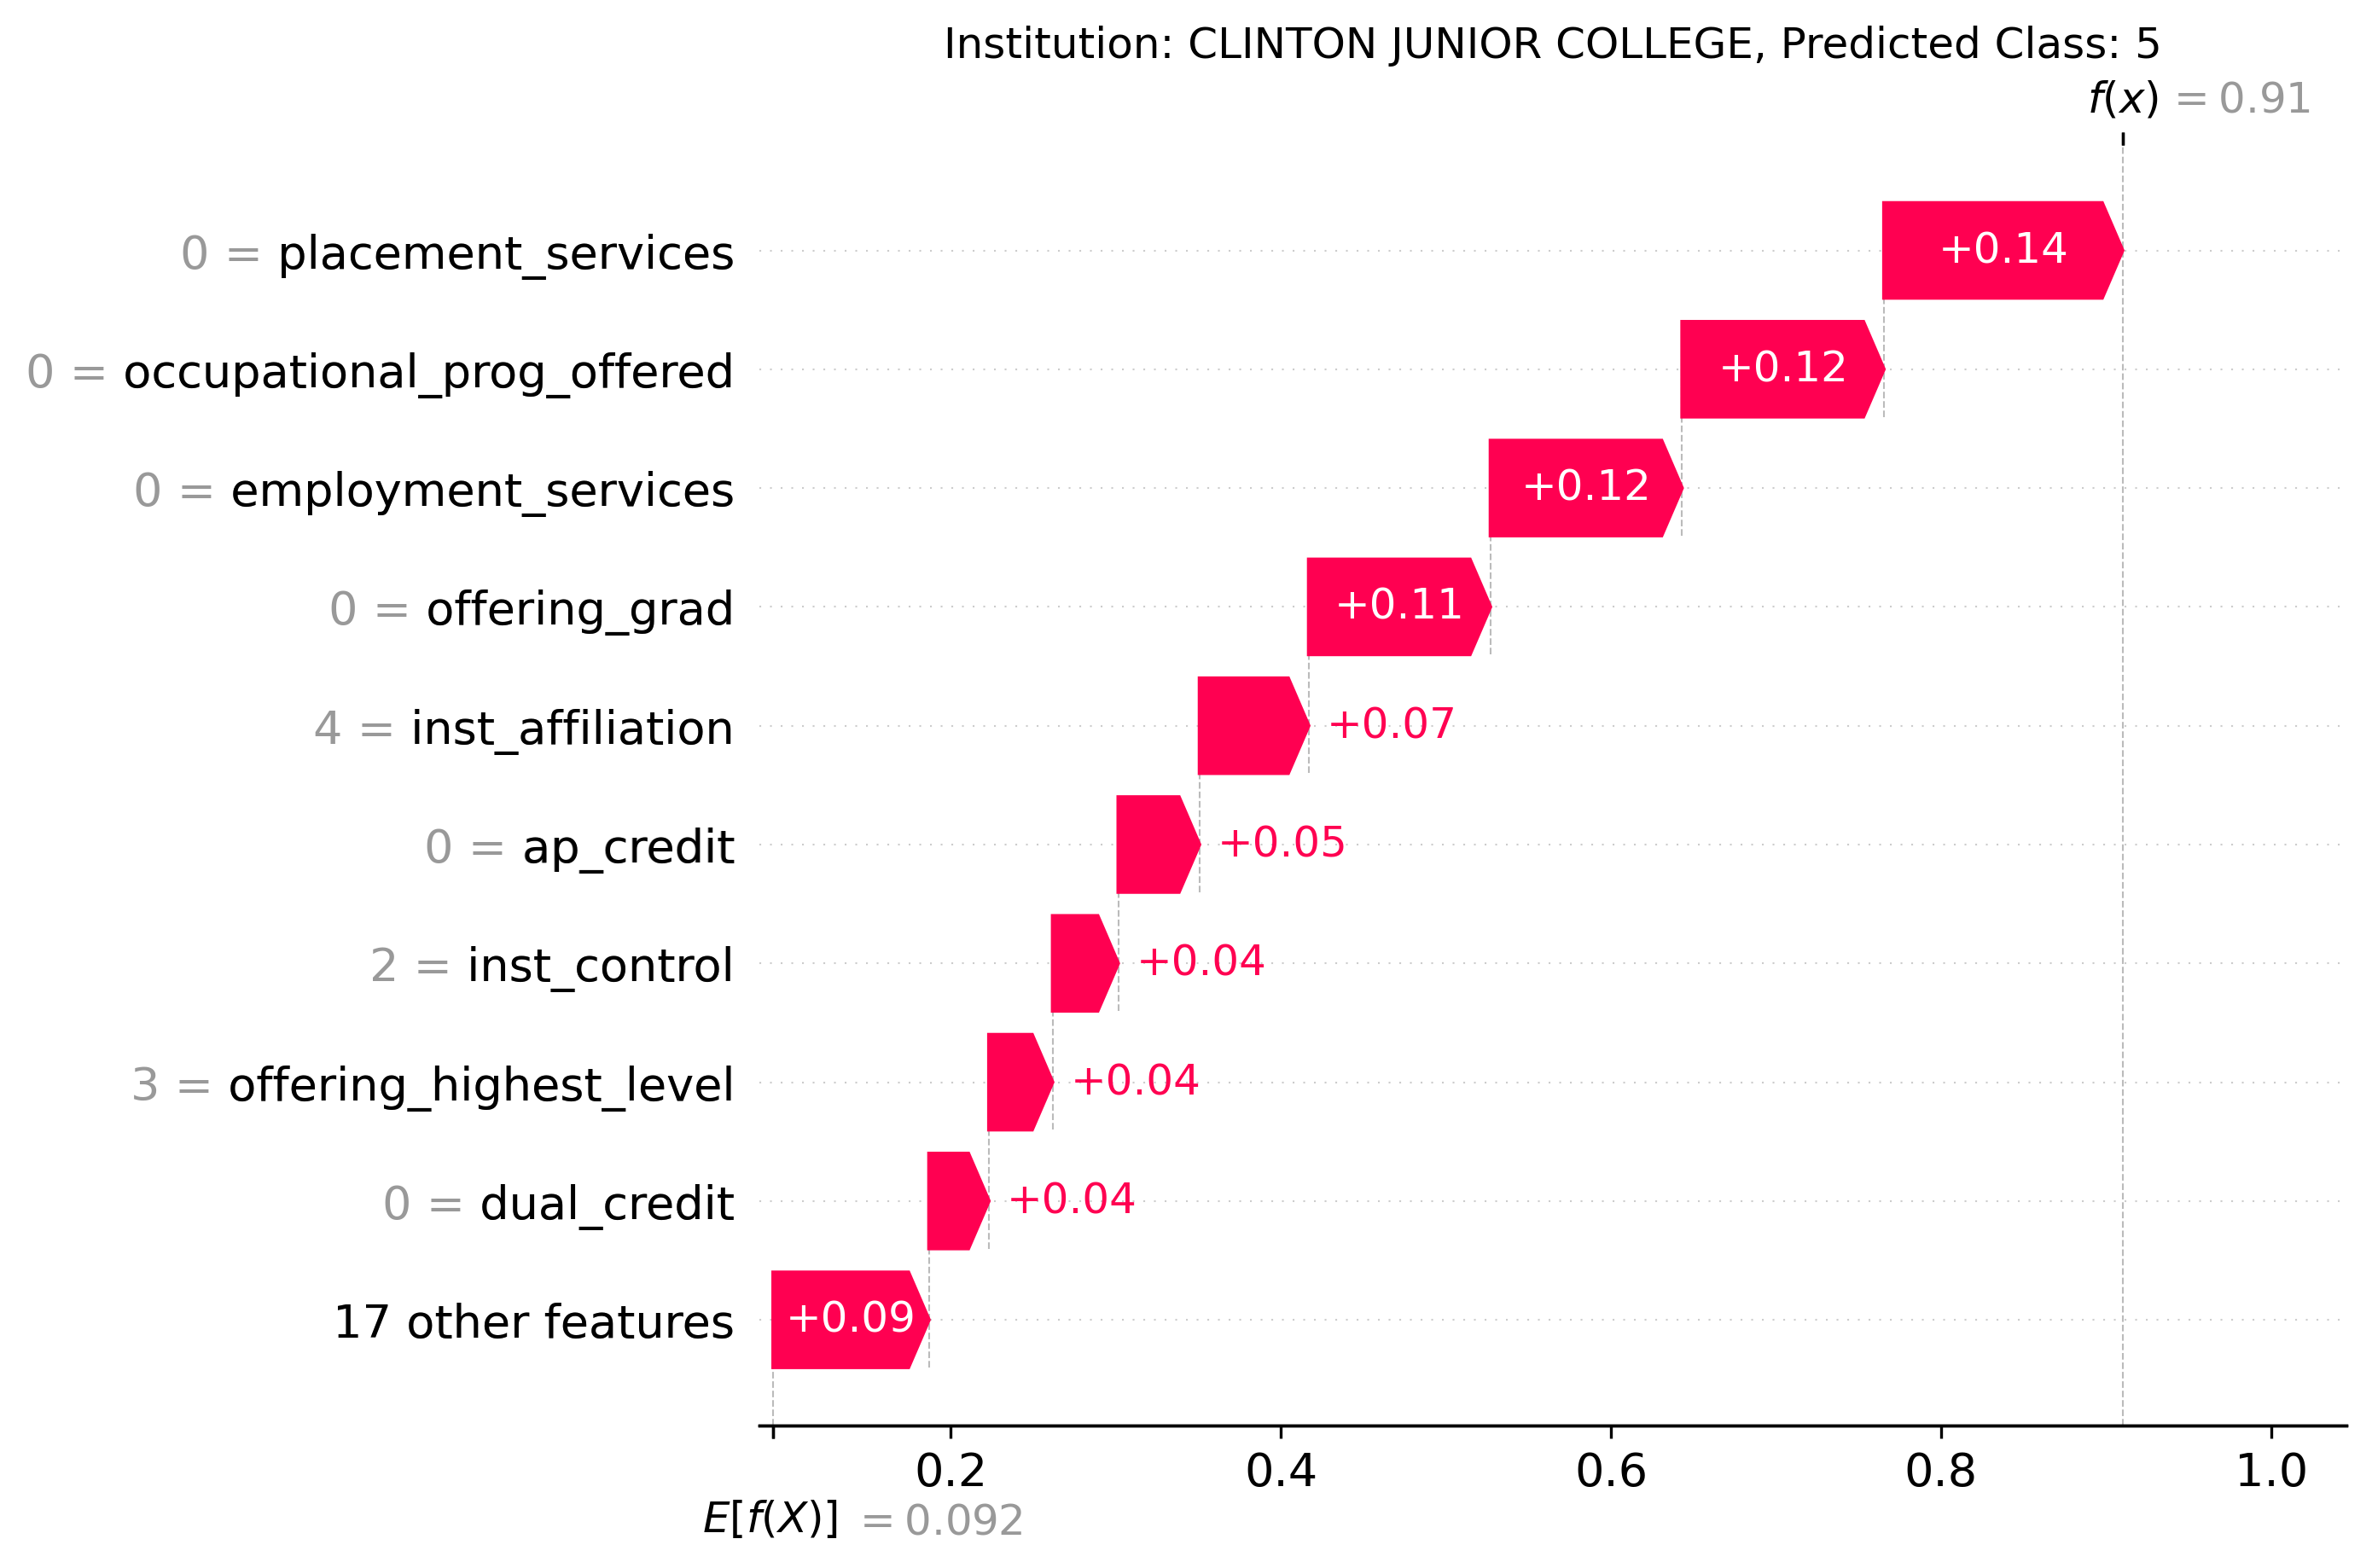 Institution: CLINTON JUNIOR COLLEGE, Predicted Class: 5
f(x) = 0.91
0 = placement_services +0.14
0 = occupational_prog_offered +0.12
0 = employment_services +0.12
0 = offering_grad +0.11
4 = inst_affiliation +0.07
0 = ap_credit +0.05
2 = inst_control +0.04
3 = offering_highest_level +0.04
0 = dual_credit +0.04
17 other features +0.09
0.2 0.4 0.6 0.8 1.0
E[f(X)] = 0.092